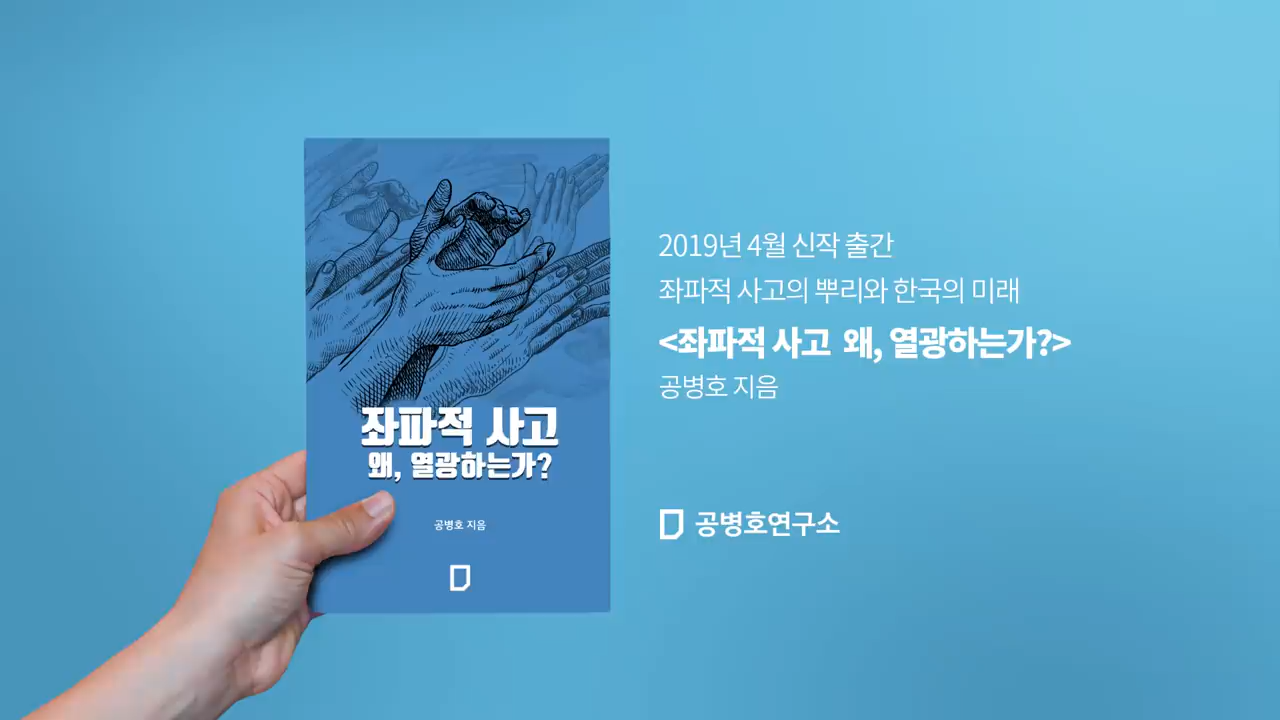 좌파적 사고
왜, 열광하는가?
공병호 지음
2019년 4월 신작 출간
좌파적 사고의 뿌리와 한국의 미래
<좌파적 사고 왜, 열광하는가?>
공병호 지음
공병호연구소